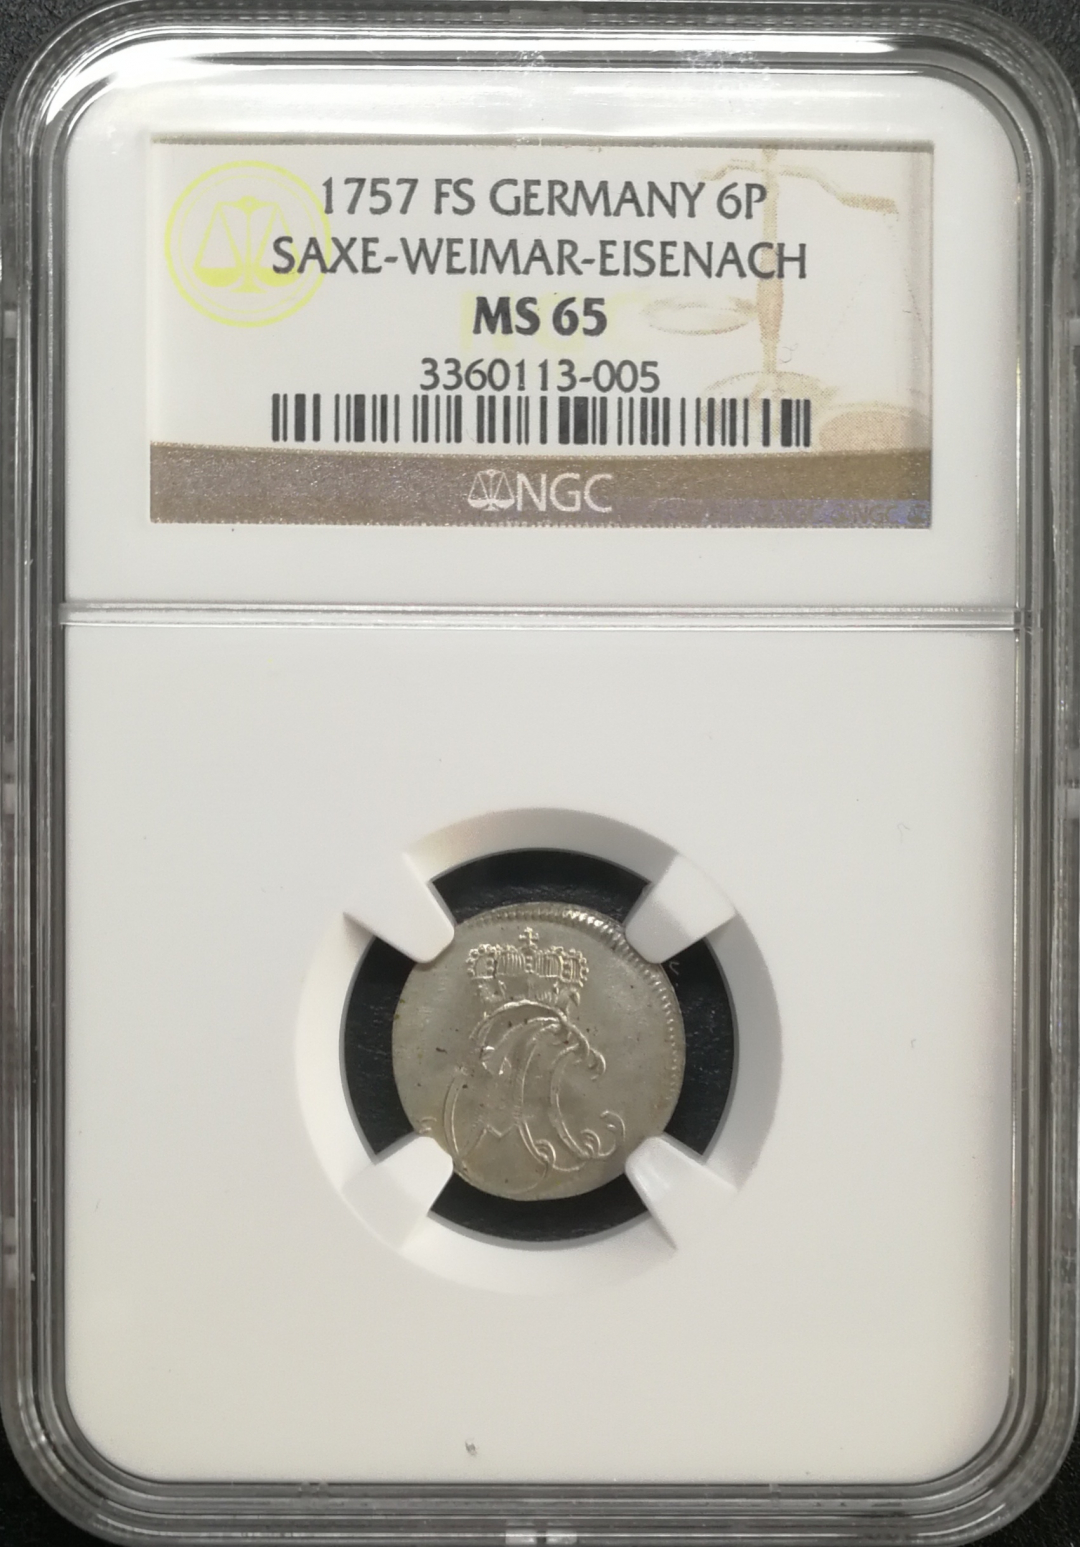 1757 FS GERMANY 6P
SAXE-WEIMAR-EISENACH
MS 65
3360113-005
NGC